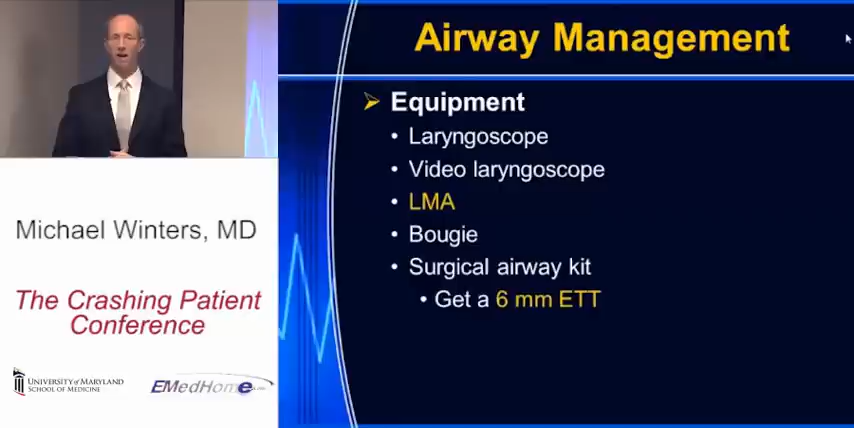 Airway Management
Equipment
Laryngoscope
Video laryngoscope
LMA
Bougie
Surgical airway kit
Get a 6 mm ETT
Michael Winters, MD
The Crashing Patient
Conference
UNIVERSITY of MARYLAND
SCHOOL OF MEDICINE
EMedHome